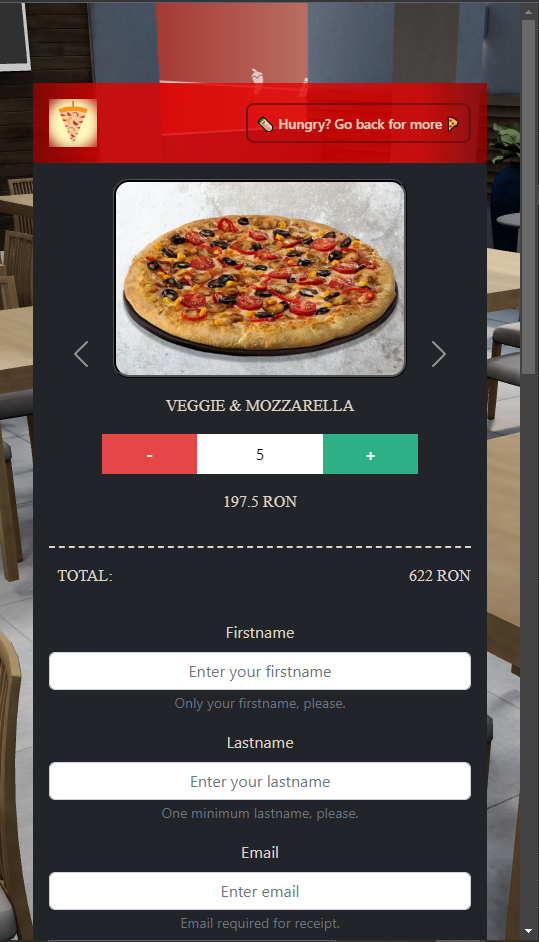 Hungry? Go back for more
VEGGIE & MOZZARELLA
- 5 +
197.5 RON
TOTAL: 622 RON
Firstname
Enter your firstname
Only your firstname, please.
Lastname
Enter your lastname
One minimum lastname, please.
Email
Enter email
Email required for receipt.